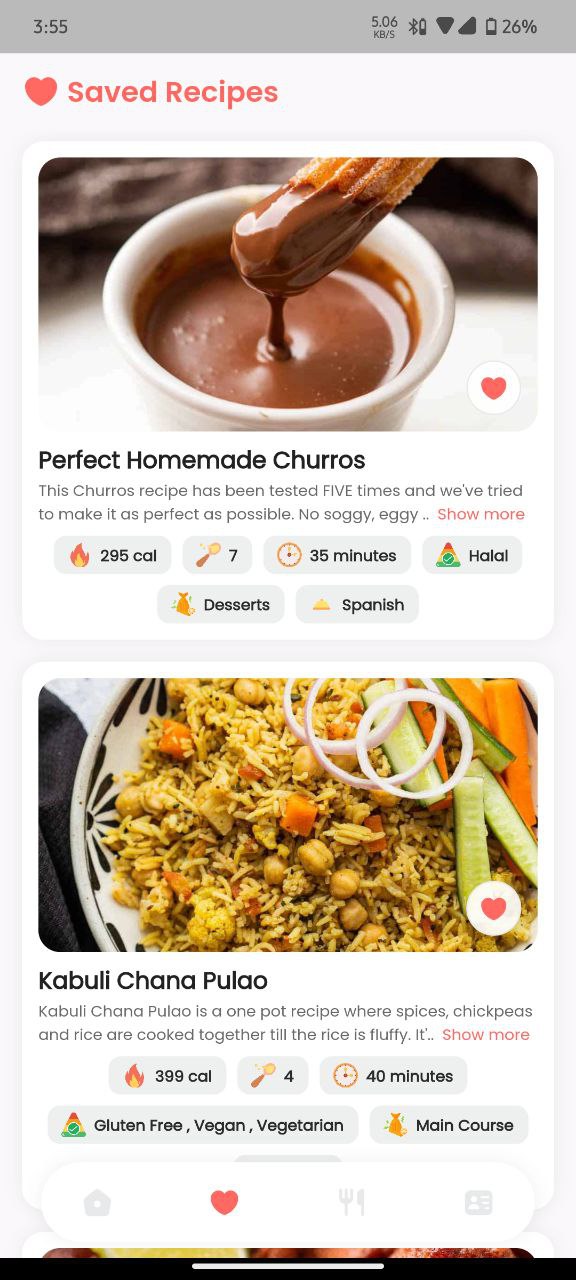 3:55
5.06
KB/S
26%
Saved Recipes
Perfect Homemade Churros
This Churros recipe has been tested FIVE times and we've tried
to make it as perfect as possible. No soggy, eggy .. Show more
295 cal
7
35 minutes
Halal
Desserts
Spanish
Kabuli Chana Pulao
Kabuli Chana Pulao is a one pot recipe where spices, chickpeas
and rice are cooked together till the rice is fluffy. It'.. Show more
399 cal
4
40 minutes
Gluten Free , Vegan , Vegetarian
Main Course